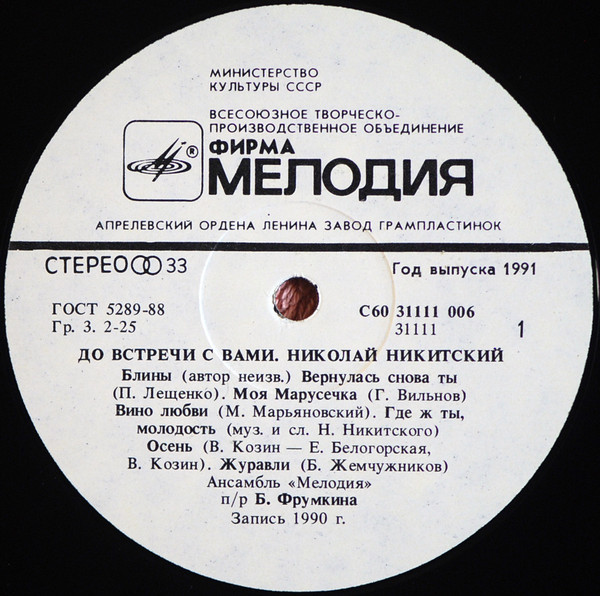 МИНИСТЕРСТВО
КУЛЬТУРЫ СССР
ВСЕСОЮЗНОЕ ТВОРЧЕСКО-
ПРОИЗВОДСТВЕННОЕ ОБЪЕДИНЕНИЕ
ФИРМА
® МЕЛОДИЯ
АПРЕЛЕВСКИЙ ОРДЕНА ЛЕНИНА ЗАВОД ГРАМПЛАСТИНОК
СТЕРЕО 33 Год выпуска 1991
ГОСТ 5289-88 С60 31111 006
Гр. 3. 2-25 31111 1
ДО ВСТРЕЧИ С ВАМИ. НИКОЛАЙ НИКИТСКИЙ
Блины (автор неизв.) Вернулась снова ты
(П. Лещенко). Моя Марусечка (Г. Вильнов)
Вино любви (М. Марьяновский). Где ж ты,
молодость (муз. и сл. Н. Никитского)
Осень (В. Козин — Е. Белогорская,
В. Козин). Журавли (Б. Жемчужников)
Ансамбль «Мелодия»
п/р Б. Фрумкина
Запись 1990 г.